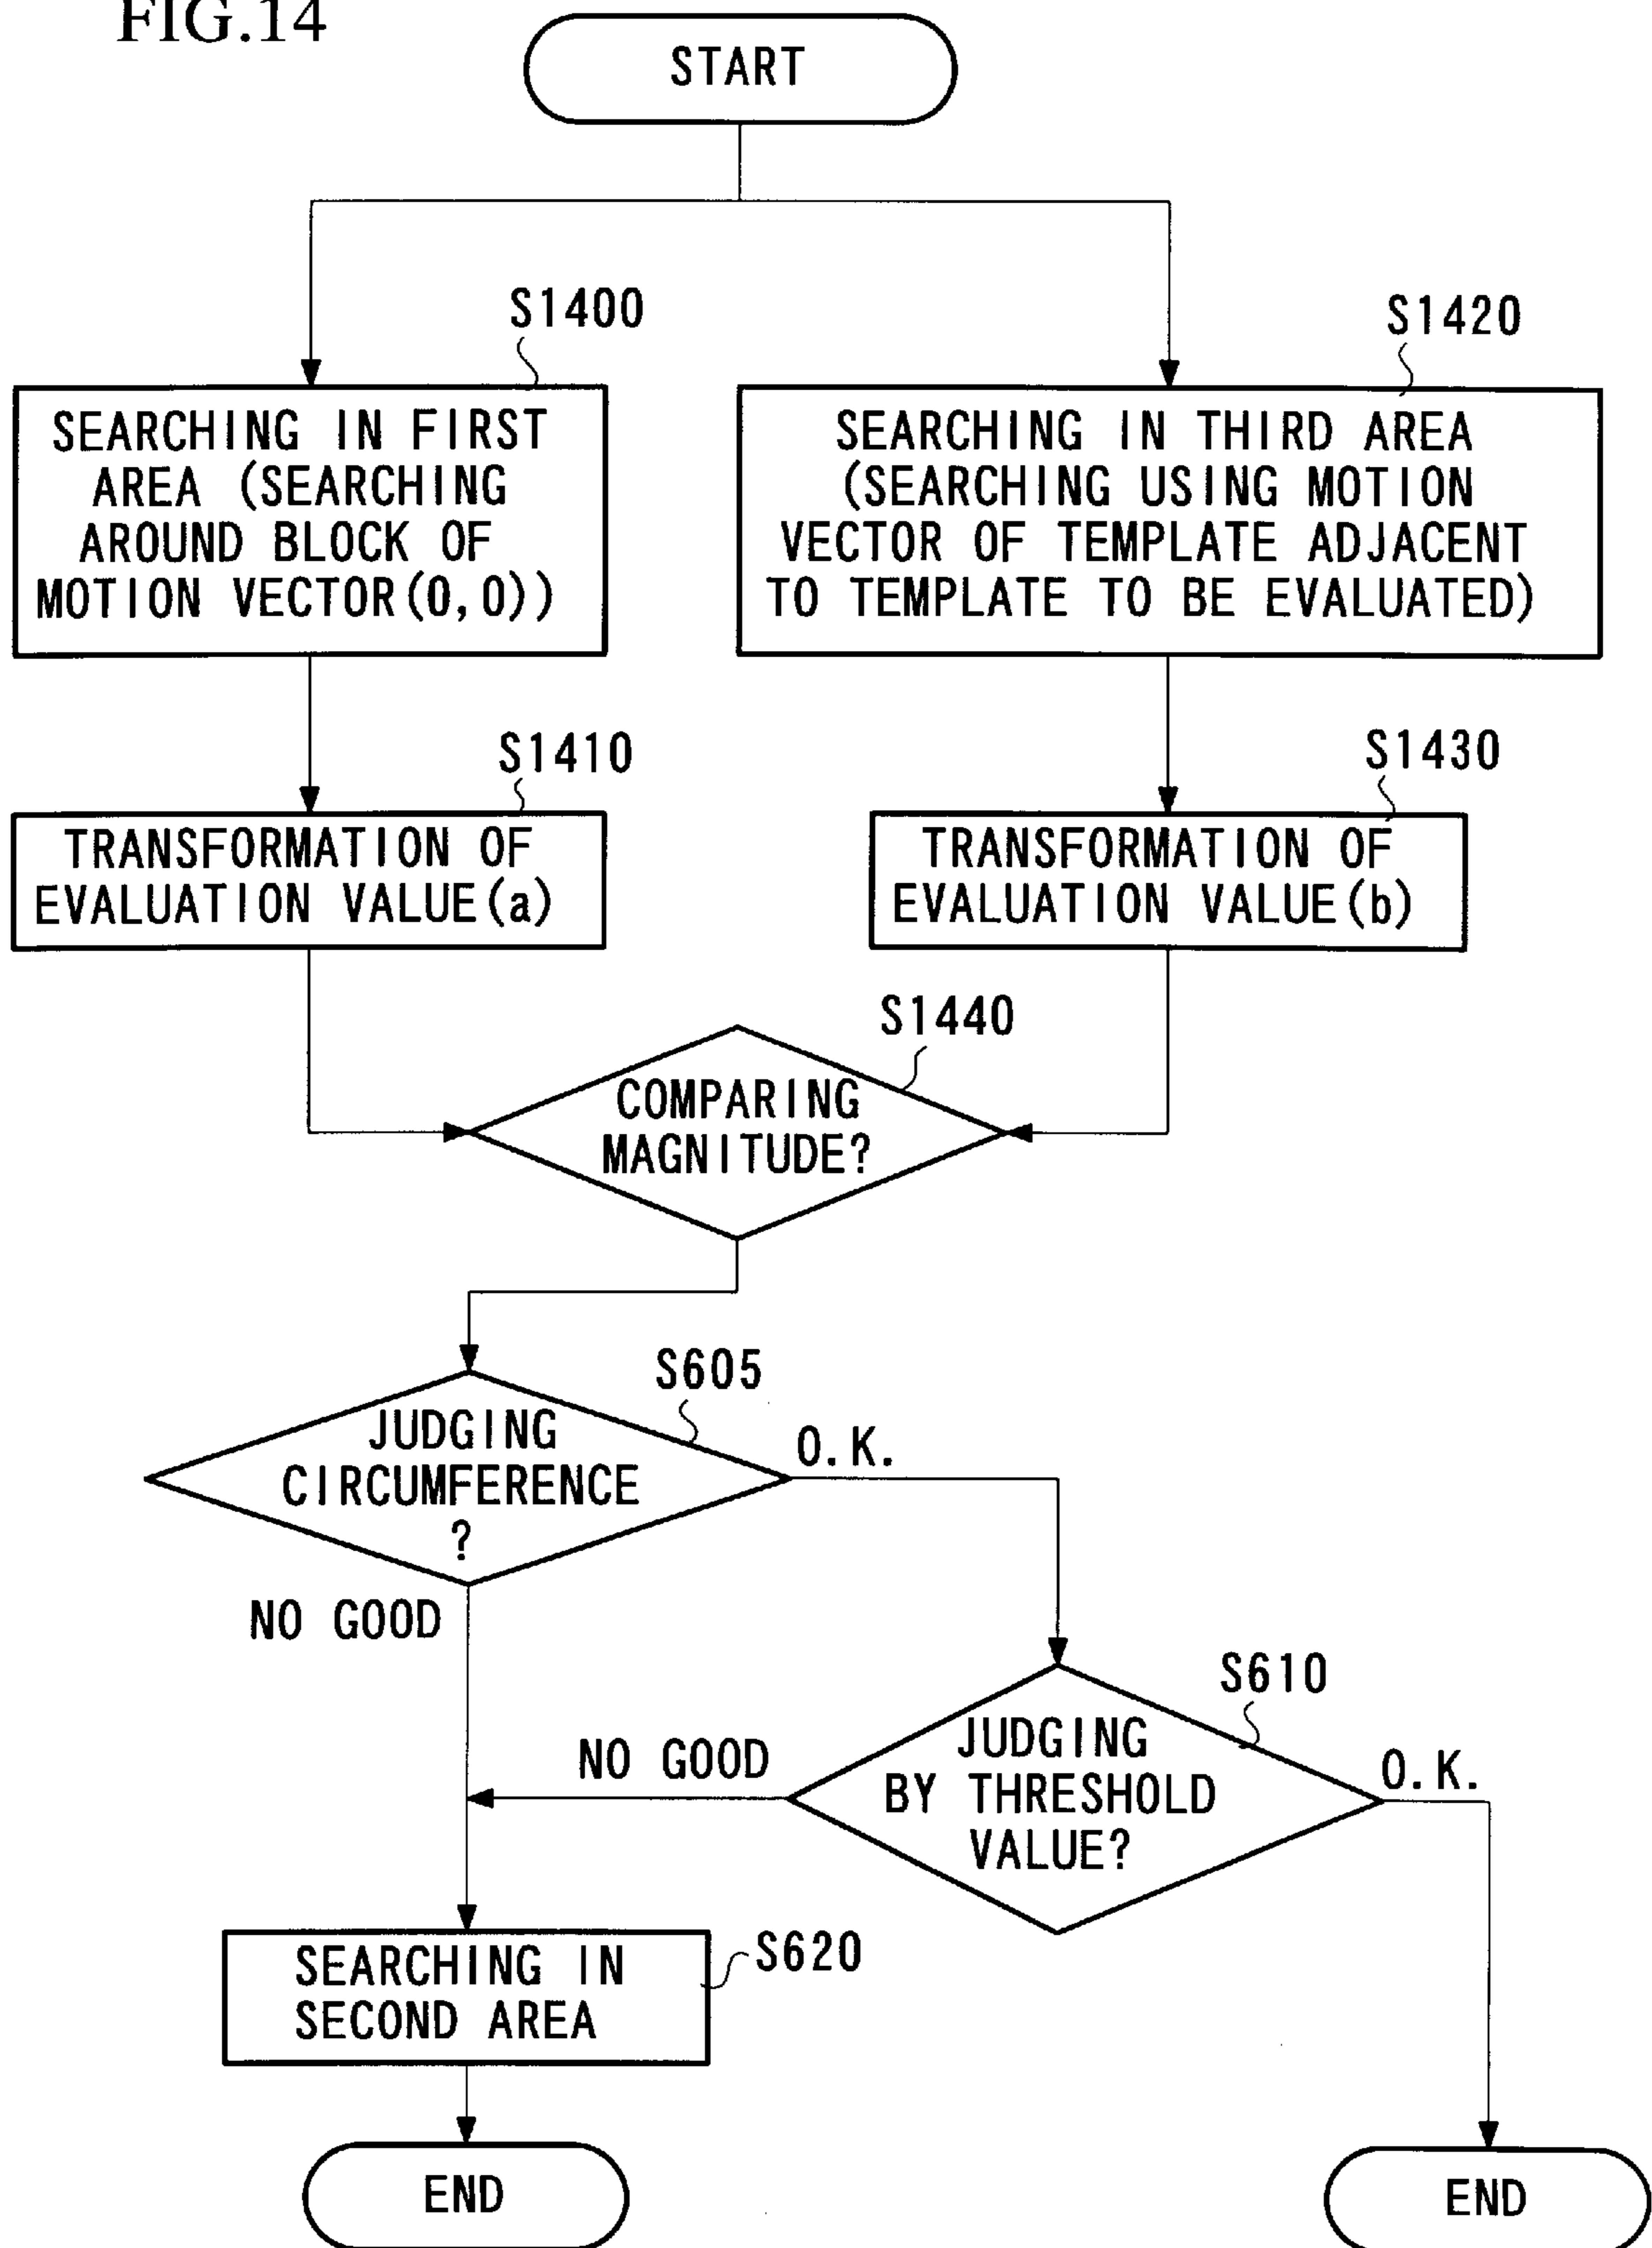 FIG.14
START
S1400
SEARCHING IN FIRST
AREA (SEARCHING
AROUND BLOCK OF
MOTION VECTOR(0,0))
S1420
SEARCHING IN THIRD AREA
(SEARCHING USING MOTION
VECTOR OF TEMPLATE ADJACENT
TO TEMPLATE TO BE EVALUATED)
S1410
TRANSFORMATION OF
EVALUATION VALUE(a)
S1430
TRANSFORMATION OF
EVALUATION VALUE(b)
S1440
COMPARING
MAGNITUDE?
S605
JUDGING
CIRCUMFERENCE
?
O.K.
NO GOOD
S610
JUDGING
BY THRESHOLD
VALUE?
NO GOOD
O.K.
S620
SEARCHING IN
SECOND AREA
END
END